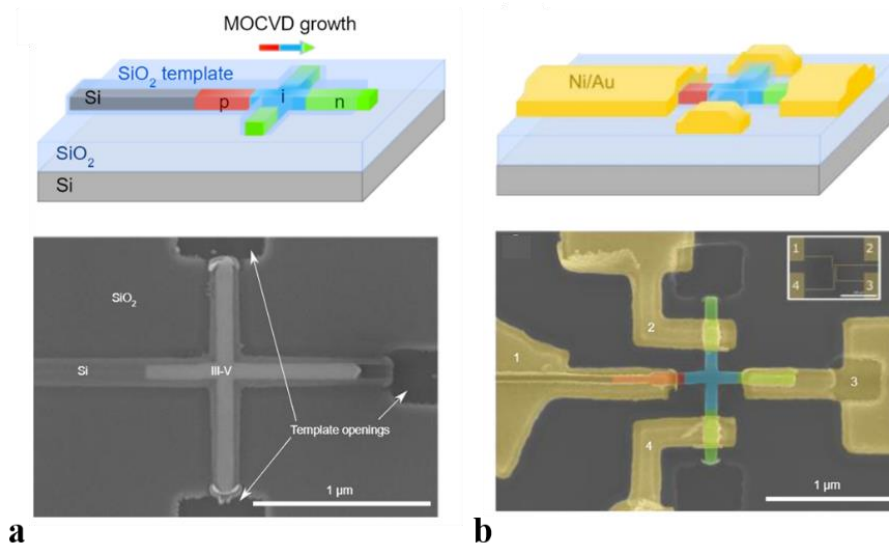 MOCVD growth
SiO₂ template
Si
p
i
n
SiO₂
Si
SiO₂
Si
III-V
Template openings
1 μm
a
Ni/Au
1
2
3
4
1 2
4 3
1 μm
b